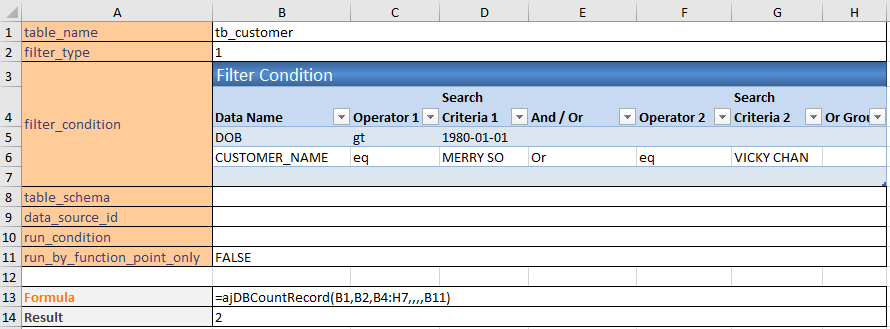 A B C D E F G H
1 table_name tb_customer
2 filter_type 1
3 Filter Condition
filter_condition
Search Search
4 Data Name Operator 1 Criteria 1 And / Or Operator 2 Criteria 2 Or Grou
5 DOB gt 1980-01-01
6 CUSTOMER_NAME eq MERRY SO Or eq VICKY CHAN
7
8 table_schema
9 data_source_id
10 run_condition
11 run_by_function_point_only FALSE
12
13 Formula =ajDBCountRecord(B1,B2,B4:H7,,,,B11)
14 Result 2